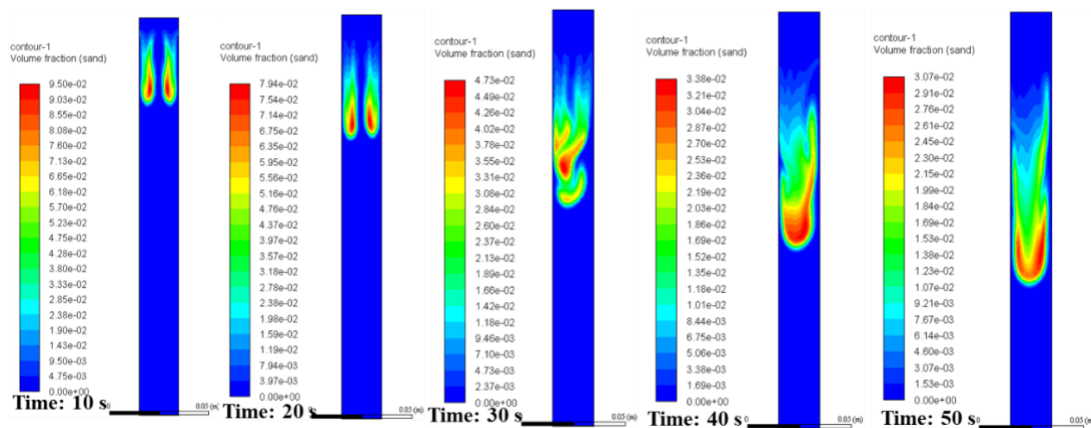 contour-1
Volume fraction (sand)
9.50e-02
9.03e-02
8.55e-02
8.08e-02
7.60e-02
7.13e-02
6.65e-02
6.18e-02
5.70e-02
5.23e-02
4.75e-02
4.28e-02
3.80e-02
3.33e-02
2.85e-02
2.38e-02
1.90e-02
1.43e-02
9.50e-03
4.75e-03
0.00e+00
Time: 10 s
0
0.05 (m)
contour-1
Volume fraction (sand)
7.94e-02
7.54e-02
7.14e-02
6.75e-02
6.35e-02
5.95e-02
5.56e-02
5.16e-02
4.76e-02
4.37e-02
3.97e-02
3.57e-02
3.18e-02
2.78e-02
2.38e-02
1.98e-02
1.59e-02
1.19e-02
7.94e-03
3.97e-03
0.00e+00
Time: 20 s
0
0.05 (m)
contour-1
Volume fraction (sand)
4.73e-02
4.49e-02
4.26e-02
4.02e-02
3.78e-02
3.55e-02
3.31e-02
3.08e-02
2.84e-02
2.60e-02
2.37e-02
2.13e-02
1.89e-02
1.66e-02
1.42e-02
1.18e-02
9.46e-03
7.10e-03
4.73e-03
2.37e-03
0.00e+00
Time: 30 s
0
0.05 (m)
contour-1
Volume fraction (sand)
3.38e-02
3.21e-02
3.04e-02
2.87e-02
2.70e-02
2.53e-02
2.36e-02
2.19e-02
2.03e-02
1.86e-02
1.69e-02
1.52e-02
1.35e-02
1.18e-02
1.01e-02
8.44e-03
6.75e-03
5.06e-03
3.38e-03
1.69e-03
0.00e+00
Time: 40 s
0
0.05 (m)
contour-1
Volume fraction (sand)
3.07e-02
2.91e-02
2.76e-02
2.61e-02
2.45e-02
2.30e-02
2.15e-02
1.99e-02
1.84e-02
1.69e-02
1.53e-02
1.38e-02
1.23e-02
1.07e-02
9.21e-03
7.67e-03
6.14e-03
4.60e-03
3.07e-03
1.53e-03
0.00e+00
Time: 50 s
0
0.05 (m)